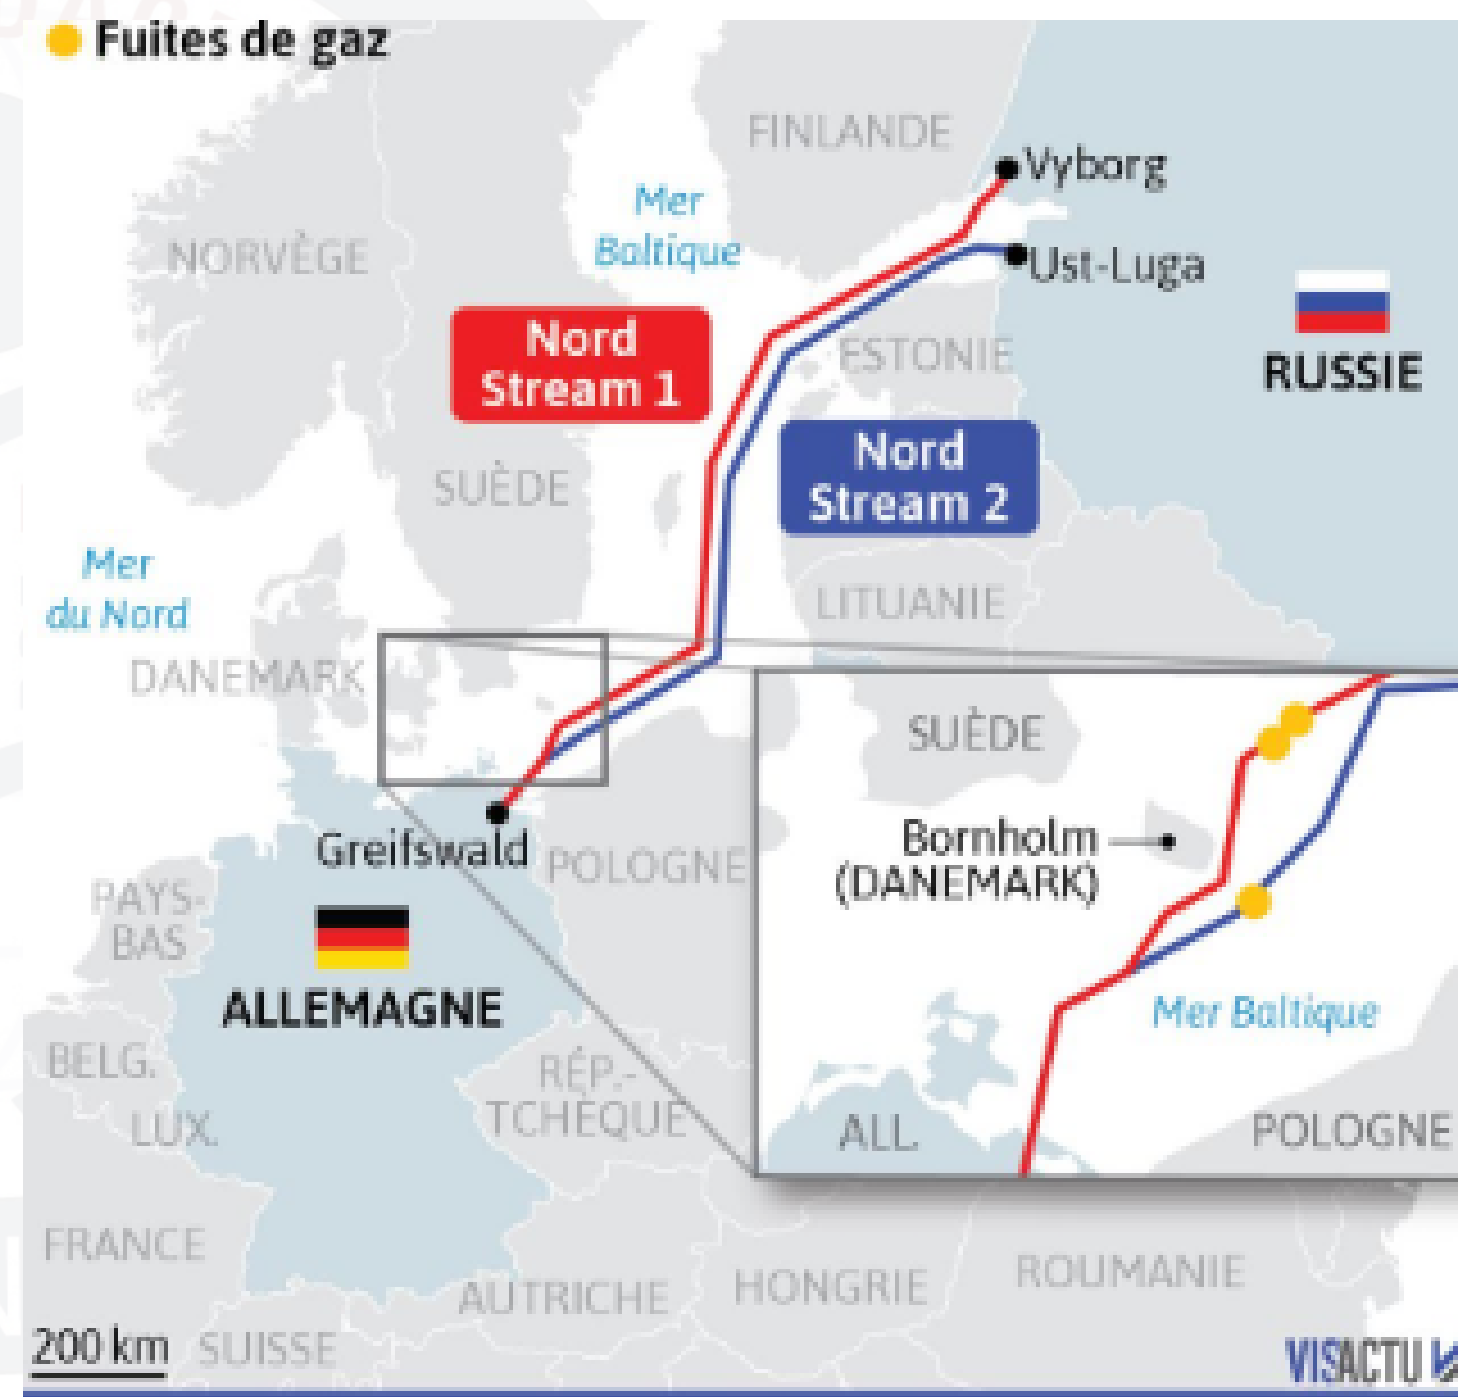 Fuites de gaz
FINLANDE
Vyborg
Mer
Baltique
NORVÈGE
Ust-Luga
Nord
Stream 1
ESTONIE
RUSSIE
Nord
Stream 2
SUÈDE
Mer
du Nord
LITUANIE
DANEMARK
SUÈDE
Bornholm
(DANEMARK)
Greifswald
POLOGNE
PAYS-
BAS
ALLEMAGNE
Mer Baltique
BELG.
RÉP.-
TCHÈQUE
LUX.
ALL.
POLOGNE
FRANCE
AUTRICHE
HONGRIE
ROUMANIE
200 km
SUISSE
VISACTU